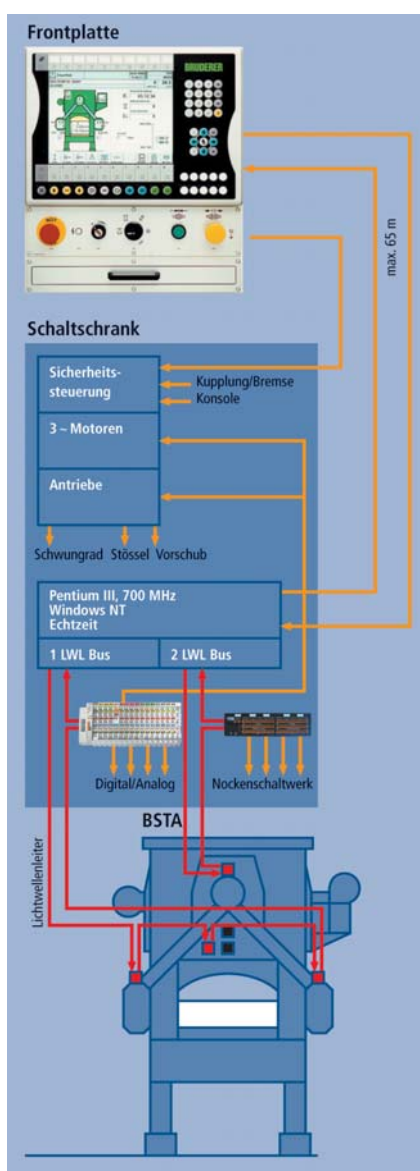 Frontplatte
BRUDERER
max. 65 m
Schaltschrank
Sicherheits-
steuerung
Kupplung/Bremse
Konsole
3 ~ Motoren
Antriebe
Schwungrad Stössel Vorschub
Pentium III, 700 MHz
Windows NT
Echtzeit
1 LWL Bus
2 LWL Bus
Digital/Analog
Nockenschaltwerk
BSTA
Lichtwellenleiter